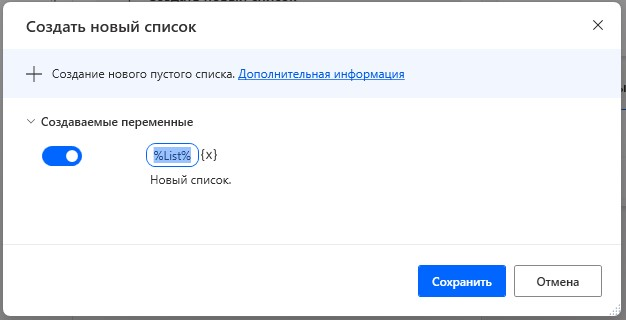 Создать новый список
Создание нового пустого списка. Дополнительная информация
Создаваемые переменные
%List% {x}
Новый список.
Сохранить Отмена